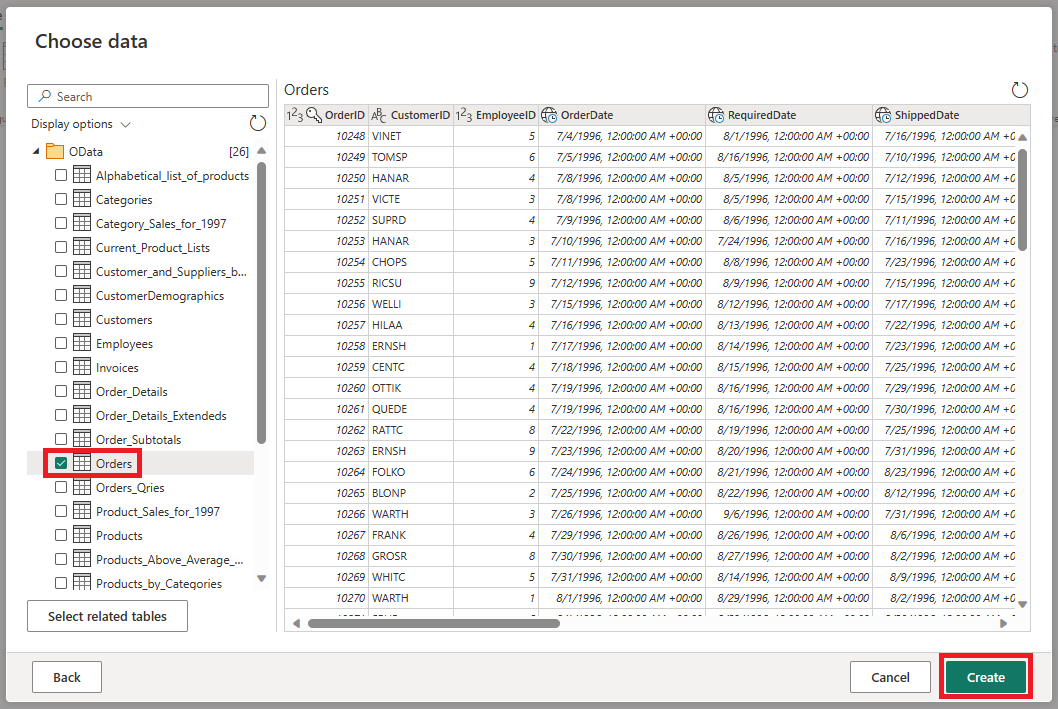 Choose data
Search
Display options
OData [26]
Alphabetical_list_of_products
Categories
Category_Sales_for_1997
Current_Product_Lists
Customer_and_Suppliers_b...
CustomerDemographics
Customers
Employees
Invoices
Order_Details
Order_Details_Extendeds
Order_Subtotals
Orders
Orders_Qries
Product_Sales_for_1997
Products
Products_Above_Average_...
Products_by_Categories
Select related tables
Orders
123 OrderID ABC CustomerID 123 EmployeeID OrderDate RequiredDate ShippedDate
10248 VINET 5 7/4/1996, 12:00:00 AM +00:00 8/1/1996, 12:00:00 AM +00:00 7/16/1996, 12:00:00 AM +0
10249 TOMSP 6 7/5/1996, 12:00:00 AM +00:00 8/16/1996, 12:00:00 AM +00:00 7/10/1996, 12:00:00 AM +0
10250 HANAR 4 7/8/1996, 12:00:00 AM +00:00 8/5/1996, 12:00:00 AM +00:00 7/12/1996, 12:00:00 AM +0
10251 VICTE 3 7/8/1996, 12:00:00 AM +00:00 8/5/1996, 12:00:00 AM +00:00 7/15/1996, 12:00:00 AM +0
10252 SUPRD 4 7/9/1996, 12:00:00 AM +00:00 8/6/1996, 12:00:00 AM +00:00 7/11/1996, 12:00:00 AM +0
10253 HANAR 3 7/10/1996, 12:00:00 AM +00:00 7/24/1996, 12:00:00 AM +00:00 7/16/1996, 12:00:00 AM +0
10254 CHOPS 5 7/11/1996, 12:00:00 AM +00:00 8/8/1996, 12:00:00 AM +00:00 7/23/1996, 12:00:00 AM +0
10255 RICSU 9 7/12/1996, 12:00:00 AM +00:00 8/9/1996, 12:00:00 AM +00:00 7/15/1996, 12:00:00 AM +0
10256 WELLI 3 7/15/1996, 12:00:00 AM +00:00 8/12/1996, 12:00:00 AM +00:00 7/17/1996, 12:00:00 AM +0
10257 HILAA 4 7/16/1996, 12:00:00 AM +00:00 8/13/1996, 12:00:00 AM +00:00 7/22/1996, 12:00:00 AM +0
10258 ERNSH 1 7/17/1996, 12:00:00 AM +00:00 8/14/1996, 12:00:00 AM +00:00 7/23/1996, 12:00:00 AM +0
10259 CENTC 4 7/18/1996, 12:00:00 AM +00:00 8/15/1996, 12:00:00 AM +00:00 7/25/1996, 12:00:00 AM +0
10260 OTTIK 4 7/19/1996, 12:00:00 AM +00:00 8/16/1996, 12:00:00 AM +00:00 7/29/1996, 12:00:00 AM +0
10261 QUEDE 4 7/19/1996, 12:00:00 AM +00:00 8/16/1996, 12:00:00 AM +00:00 7/30/1996, 12:00:00 AM +0
10262 RATTC 8 7/22/1996, 12:00:00 AM +00:00 8/19/1996, 12:00:00 AM +00:00 7/25/1996, 12:00:00 AM +0
10263 ERNSH 9 7/23/1996, 12:00:00 AM +00:00 8/20/1996, 12:00:00 AM +00:00 7/31/1996, 12:00:00 AM +0
10264 FOLKO 6 7/24/1996, 12:00:00 AM +00:00 8/21/1996, 12:00:00 AM +00:00 8/23/1996, 12:00:00 AM +0
10265 BLONP 2 7/25/1996, 12:00:00 AM +00:00 8/22/1996, 12:00:00 AM +00:00 8/12/1996, 12:00:00 AM +0
10266 WARTH 3 7/26/1996, 12:00:00 AM +00:00 9/6/1996, 12:00:00 AM +00:00 7/31/1996, 12:00:00 AM +0
10267 FRANK 4 7/29/1996, 12:00:00 AM +00:00 8/26/1996, 12:00:00 AM +00:00 8/6/1996, 12:00:00 AM +0
10268 GROSR 8 7/30/1996, 12:00:00 AM +00:00 8/27/1996, 12:00:00 AM +00:00 8/2/1996, 12:00:00 AM +0
10269 WHITC 5 7/31/1996, 12:00:00 AM +00:00 8/14/1996, 12:00:00 AM +00:00 8/9/1996, 12:00:00 AM +0
10270 WARTH 1 8/1/1996, 12:00:00 AM +00:00 8/29/1996, 12:00:00 AM +00:00 8/2/1996, 12:00:00 AM +0
Back
Cancel
Create